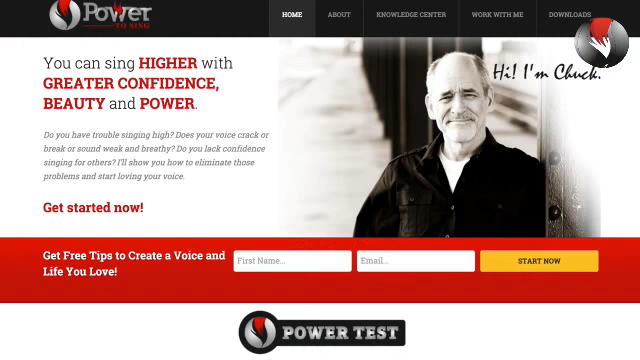 Power
TO SING
HOME
ABOUT
KNOWLEDGE CENTER
WORK WITH ME
DOWNLOADS
You can sing HIGHER with
GREATER CONFIDENCE,
BEAUTY and POWER.
Hi! I'm Chuck.
Do you have trouble singing high? Does your voice crack or
break or sound weak and breathy? Do you lack confidence
singing for others? I'll show you how to eliminate those
problems and start loving your voice.
Get started now!
Get Free Tips to Create a Voice and
Life You Love!
First Name...
Email...
START NOW
POWER TEST